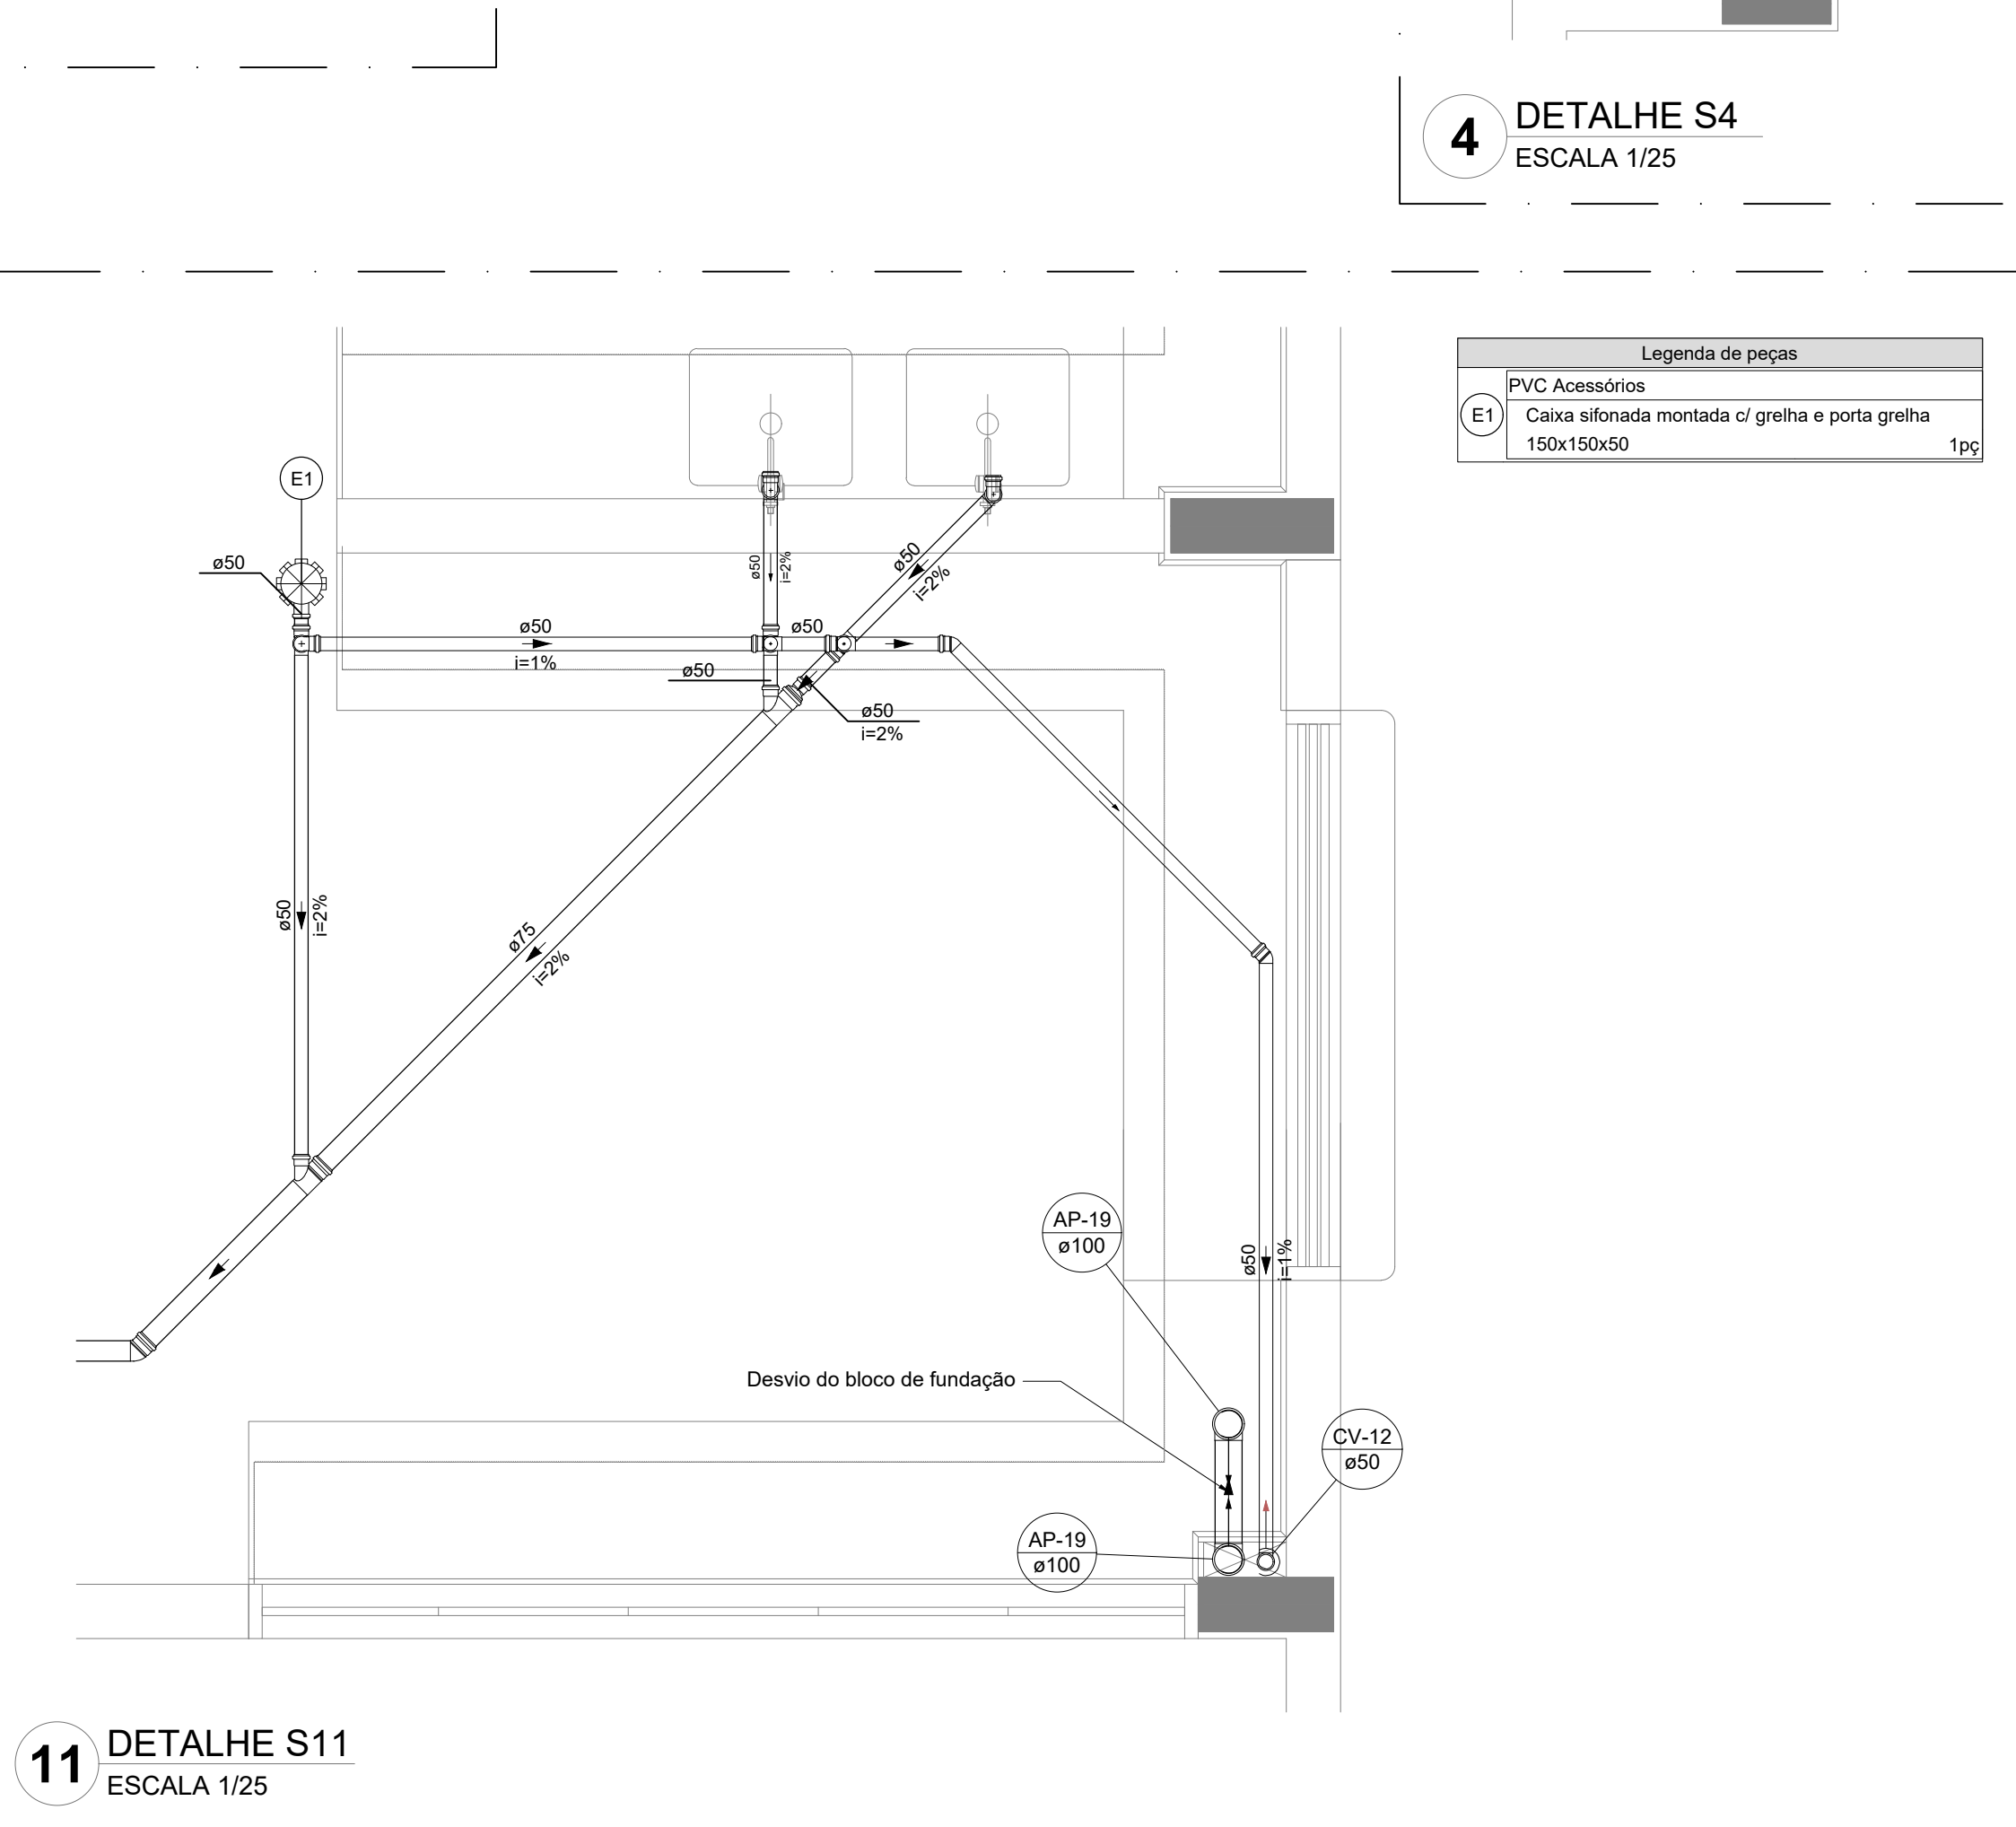 4
DETALHE S4
ESCALA 1/25
Legenda de peças
PVC Acessórios
E1
Caixa sifonada montada c/ grelha e porta grelha
150x150x50
1pç
E1
ø50
ø50
i=2%
ø50
i=2%
ø50
i=1%
ø50
ø50
ø50
i=2%
ø50
i=2%
ø75
i=2%
AP-19
ø100
ø50
i=1%
Desvio do bloco de fundação
CV-12
ø50
AP-19
ø100
11
DETALHE S11
ESCALA 1/25